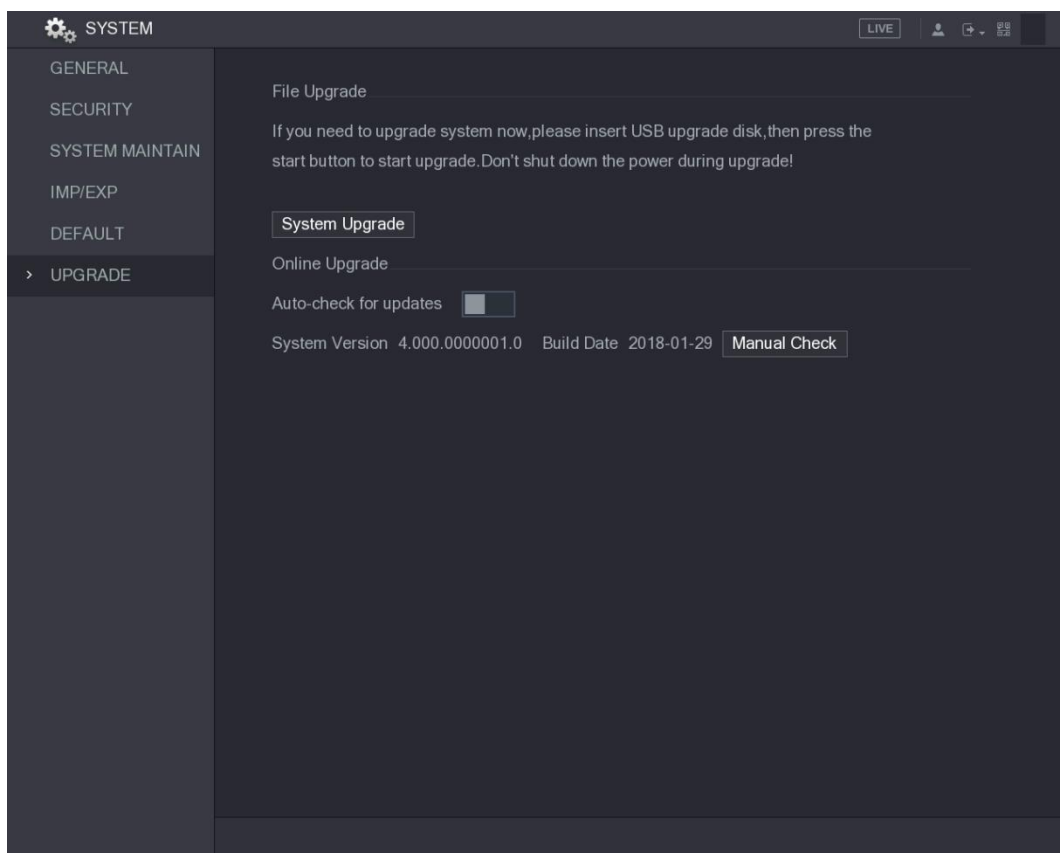 SYSTEM
LIVE
GENERAL
SECURITY
SYSTEM MAINTAIN
IMP/EXP
DEFAULT
UPGRADE
File Upgrade
If you need to upgrade system now,please insert USB upgrade disk,then press the
start button to start upgrade.Don't shut down the power during upgrade!
System Upgrade
Online Upgrade
Auto-check for updates
System Version 4.000.0000001.0 Build Date 2018-01-29 Manual Check